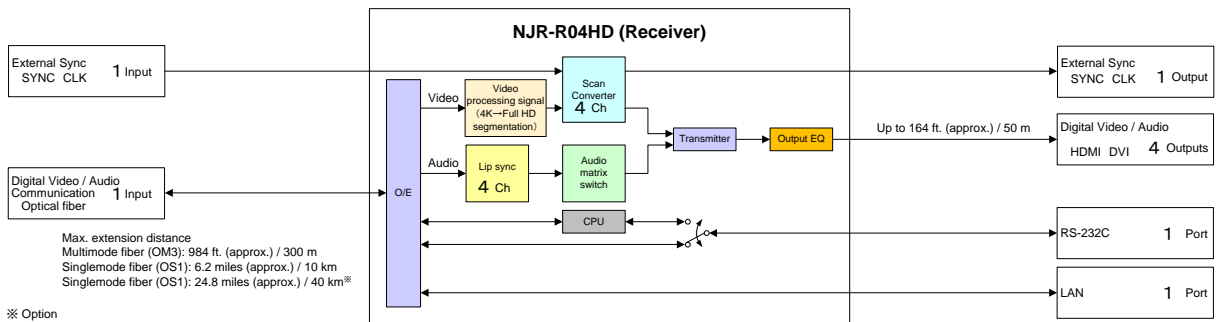 NJR-R04HD (Receiver)
External Sync
SYNC CLK 1 Input
Digital Video / Audio
Communication 1 Input
Optical fiber
Max. extension distance
Multimode fiber (OM3): 984 ft. (approx.) / 300 m
Singlemode fiber (OS1): 6.2 miles (approx.) / 10 km
Singlemode fiber (OS1): 24.8 miles (approx.) / 40 km※
※ Option
O/E
Video
Video
processing signal
(4K→Full HD
segmentation)
Scan
Converter
4 Ch
Audio
Lip sync
4 Ch
Audio
matrix
switch
Transmitter
Output EQ
CPU
Up to 164 ft. (approx.) / 50 m
External Sync
SYNC CLK 1 Output
Digital Video / Audio
HDMI DVI 4 Outputs
RS-232C 1 Port
LAN 1 Port